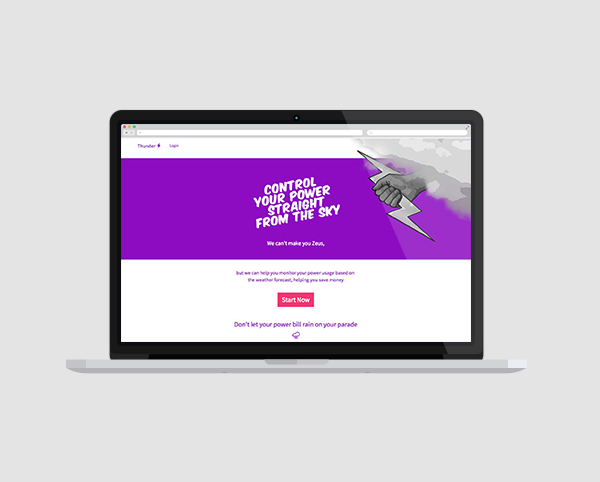 Thunder
Login
CONTROL
YOUR POWER
STRAIGHT
FROM THE SKY
We can't make you Zeus,
but we can help you monitor your power usage based on
the weather forecast, helping you save money
Start Now
Don't let your power bill rain on your parade